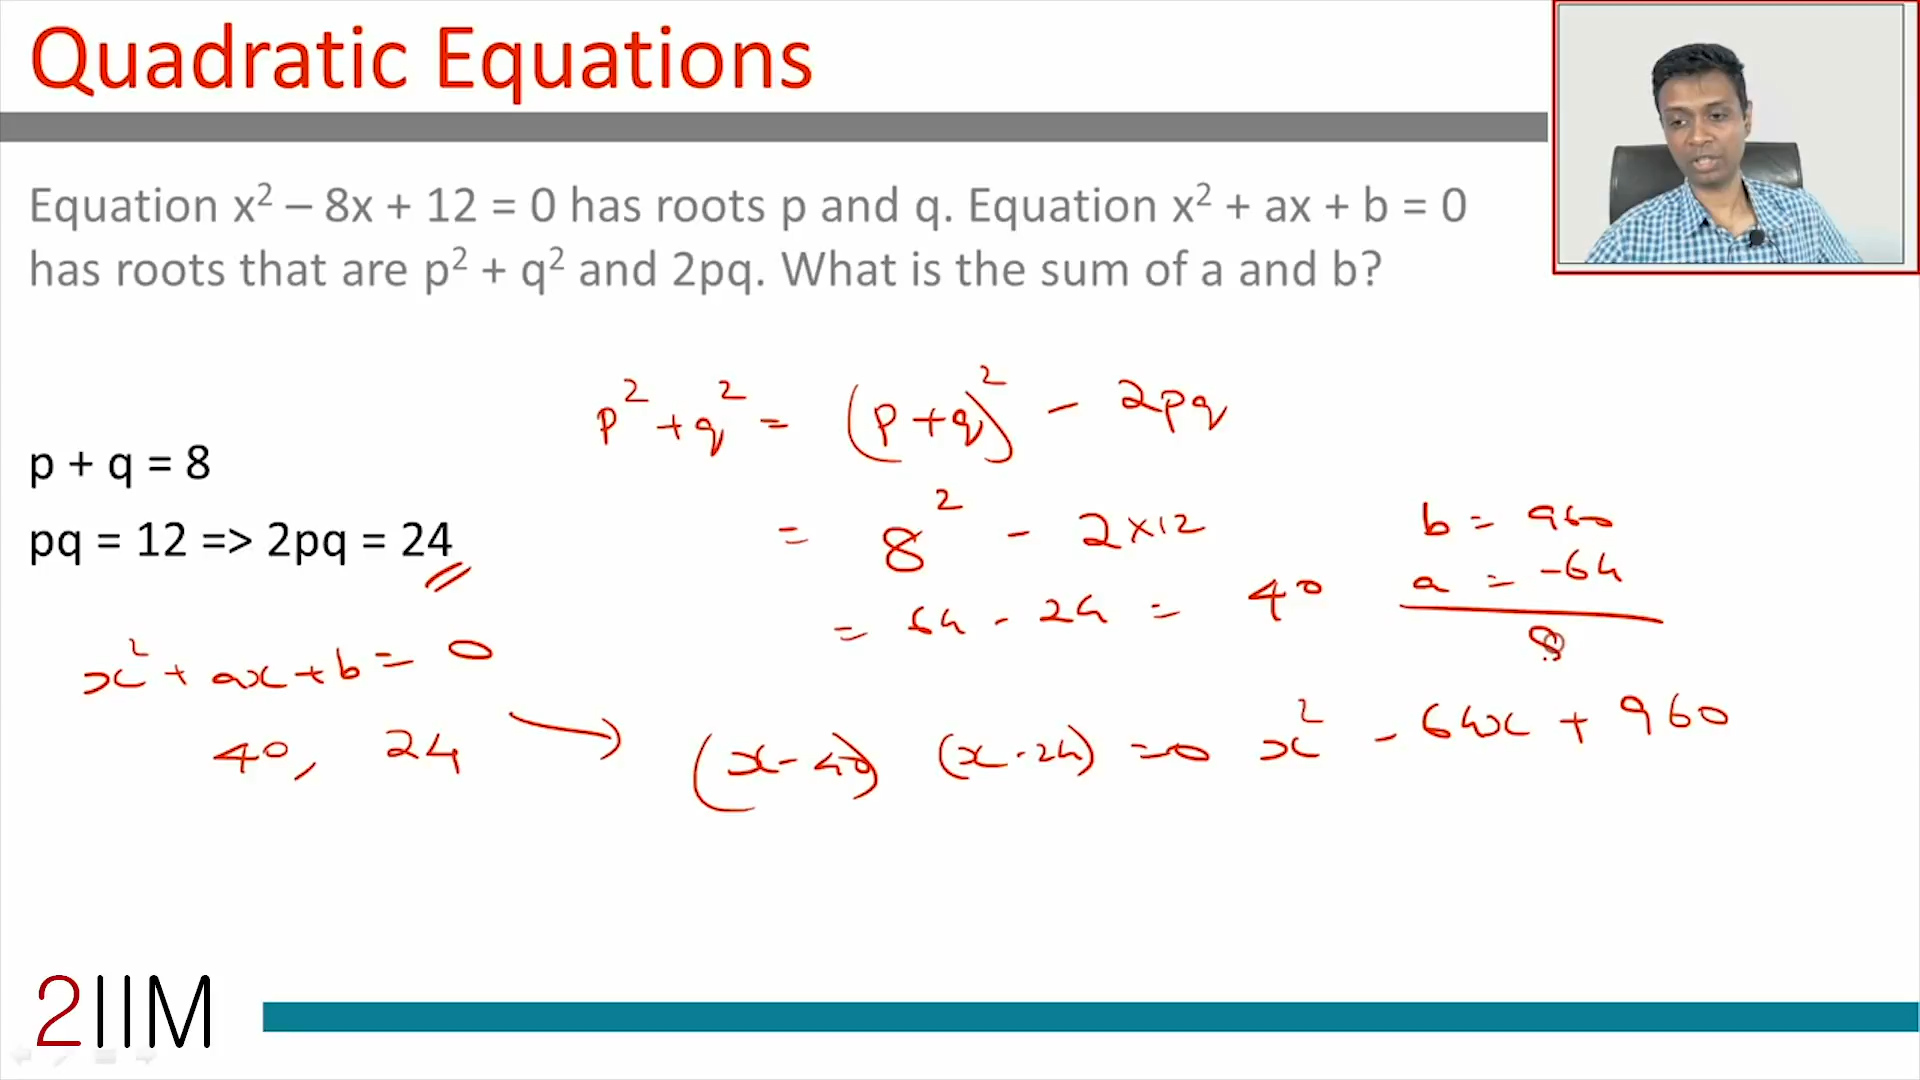 Quadratic Equations
Equation x² – 8x + 12 = 0 has roots p and q. Equation x² + ax + b = 0
has roots that are p² + q² and 2pq. What is the sum of a and b?
p² + q² = (p + q)² - 2pq
p + q = 8
= 8² - 2 × 12
pq = 12 => 2pq = 24
= 64 - 24 = 40
b = 960
a = -64
8
x² + ax + b = 0
40, 24
(x - 40) (x - 24) = 0 x² - 64x + 960
2IIM